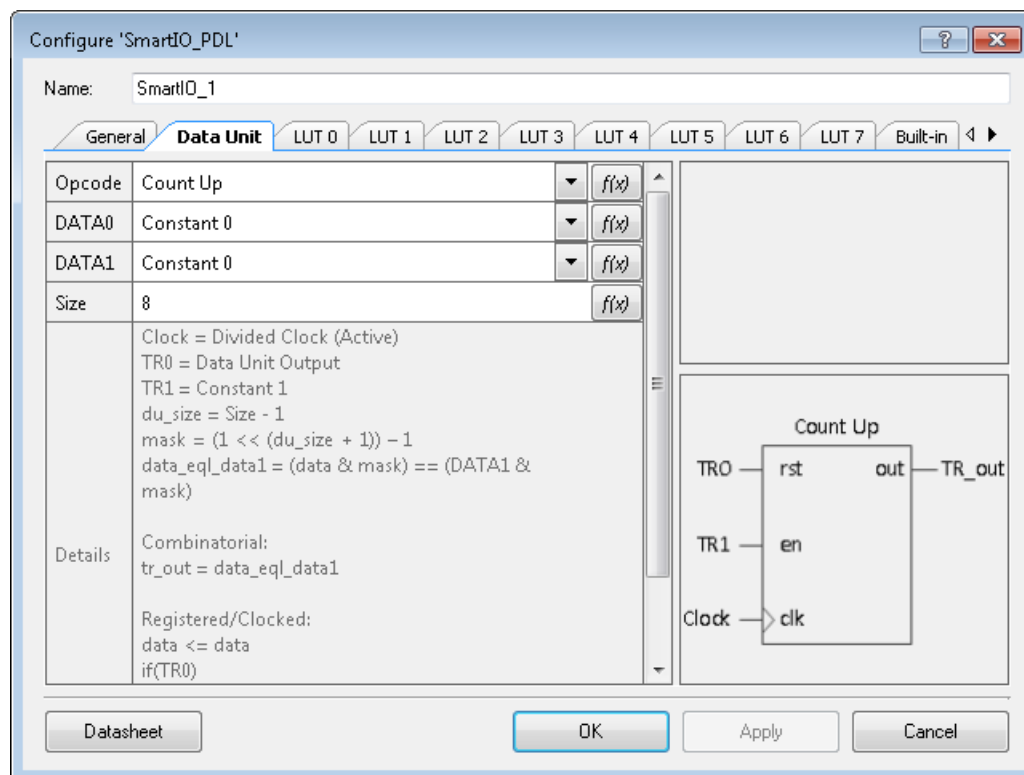 Configure 'SmartIO_PDL'
?
Name: SmartIO_1
General Data Unit LUT 0 LUT 1 LUT 2 LUT 3 LUT 4 LUT 5 LUT 6 LUT 7 Built-in
Opcode Count Up f(x)
DATA0 Constant 0 f(x)
DATA1 Constant 0 f(x)
Size 8 f(x)
Details
Clock = Divided Clock (Active)
TR0 = Data Unit Output
TR1 = Constant 1
du_size = Size - 1
mask = (1 << (du_size + 1)) – 1
data_eql_data1 = (data & mask) == (DATA1 &
mask)
Combinatorial:
tr_out = data_eql_data1
Registered/Clocked:
data <= data
if(TR0)
Count Up
TR0 rst out TR_out
TR1 en
Clock clk
Datasheet OK Apply Cancel